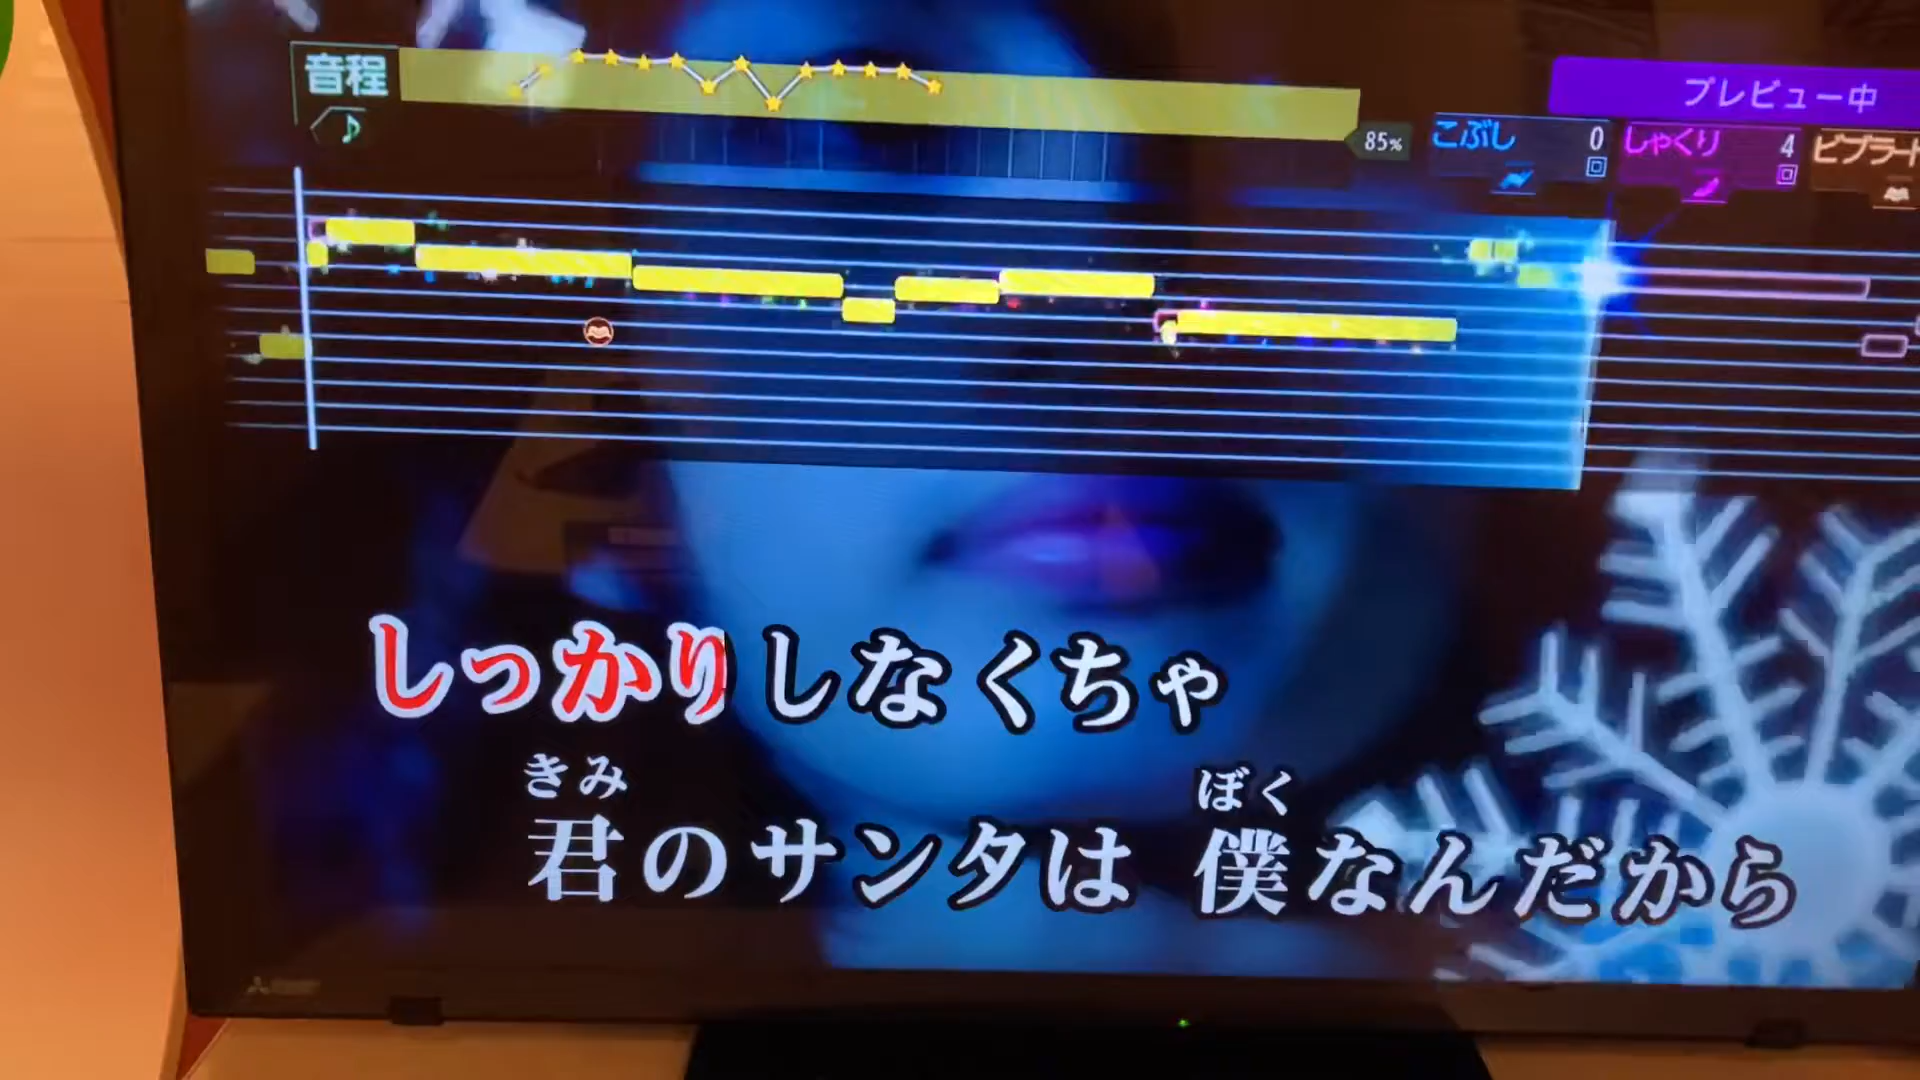 音程
プレビュー中
85%
こぶし 0
しゃくり 4
ビブラート
しっかりしなくちゃ
きみ ぼく
君のサンタは 僕なんだから